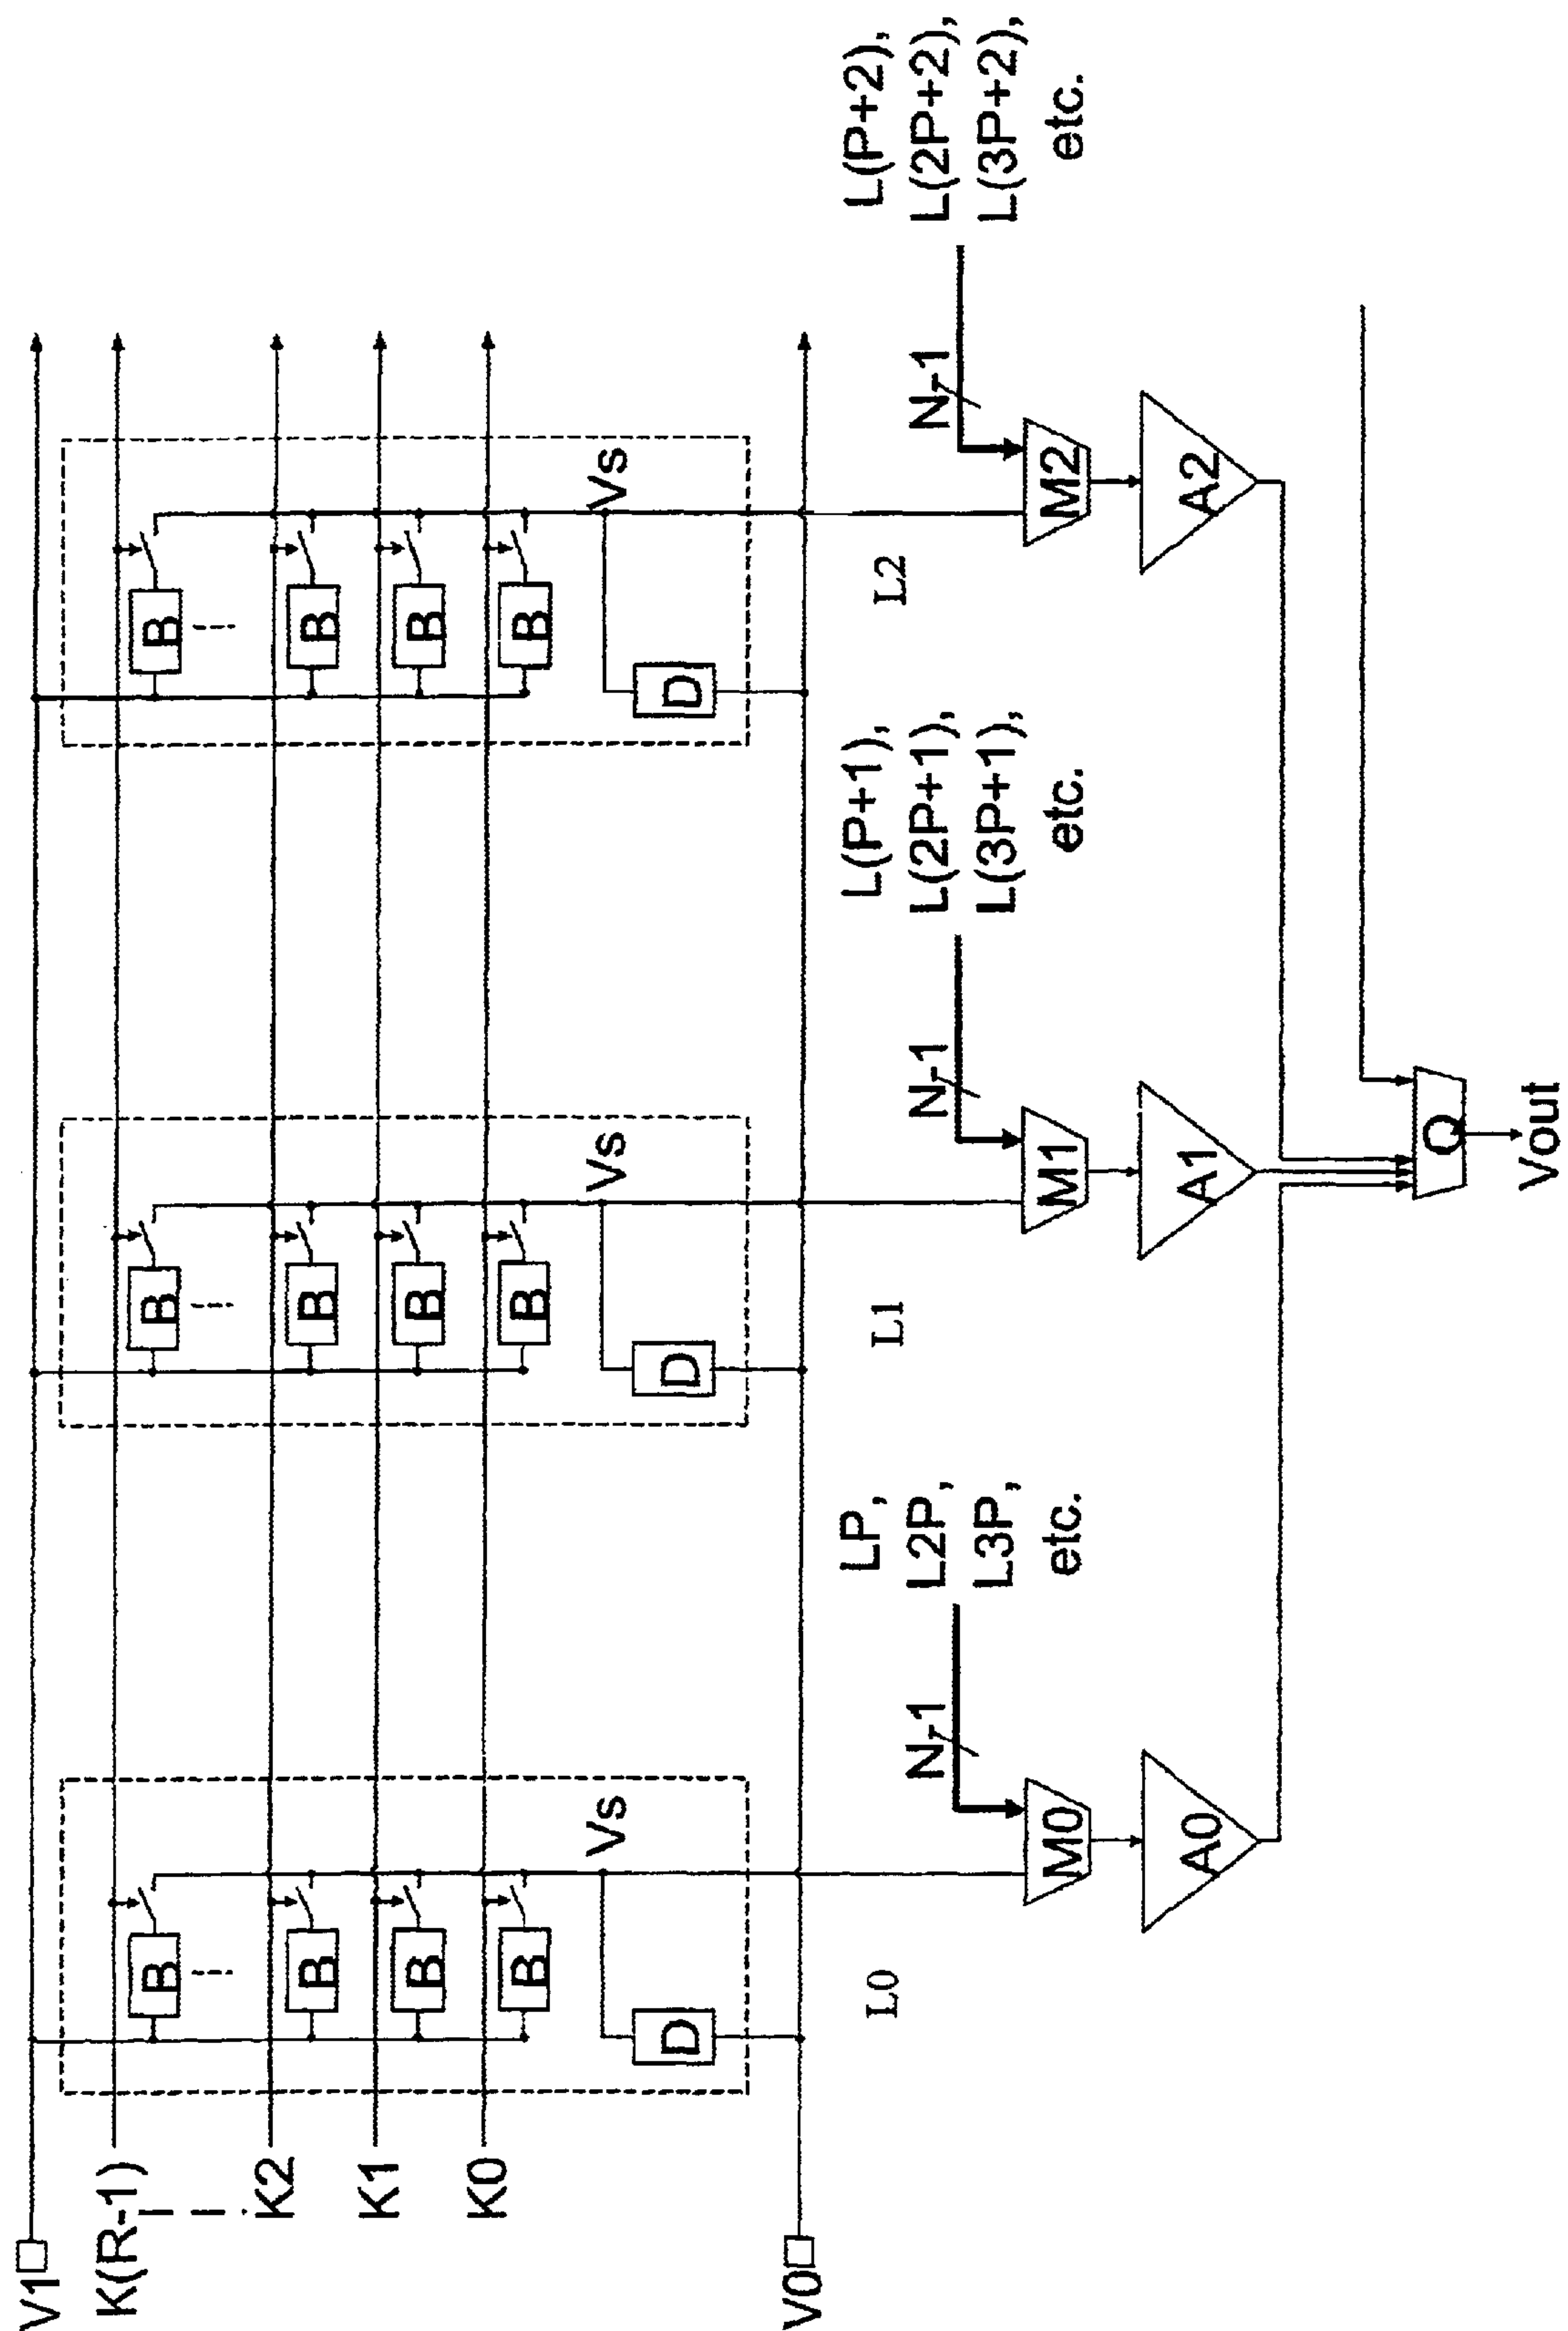 V1
K(R-1)
K2
K1
K0
V0
B
B
B
B
D
Vs
L0
B
B
B
B
D
Vs
L1
B
B
B
B
D
Vs
L2
N-1
LP,
L2P,
L3P,
etc.
N-1
L(P+1),
L(2P+1),
L(3P+1),
etc.
N-1
L(P+2),
L(2P+2),
L(3P+2),
etc.
M0
M1
M2
A0
A1
A2
Q
Vout